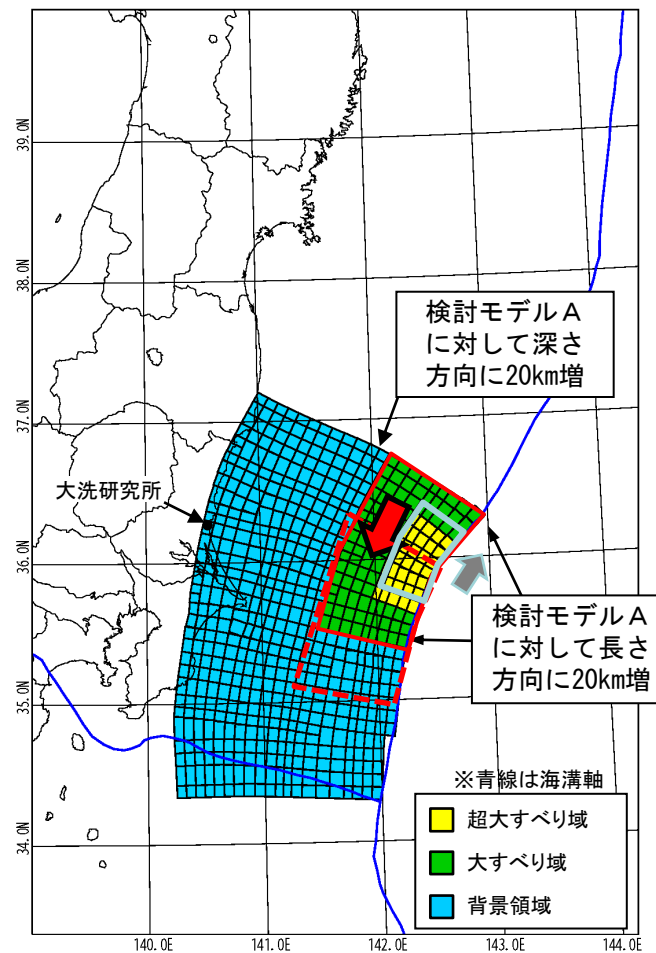 39.0N
38.0N
検討モデルA
に対して深さ
方向に20km増
37.0N
大洗研究所
36.0N
検討モデルA
に対して長さ
方向に20km増
35.0N
※青線は海溝軸
超大すべり域
大すべり域
背景領域
34.0N
140.0E
141.0E
142.0E
143.0E
144.0E